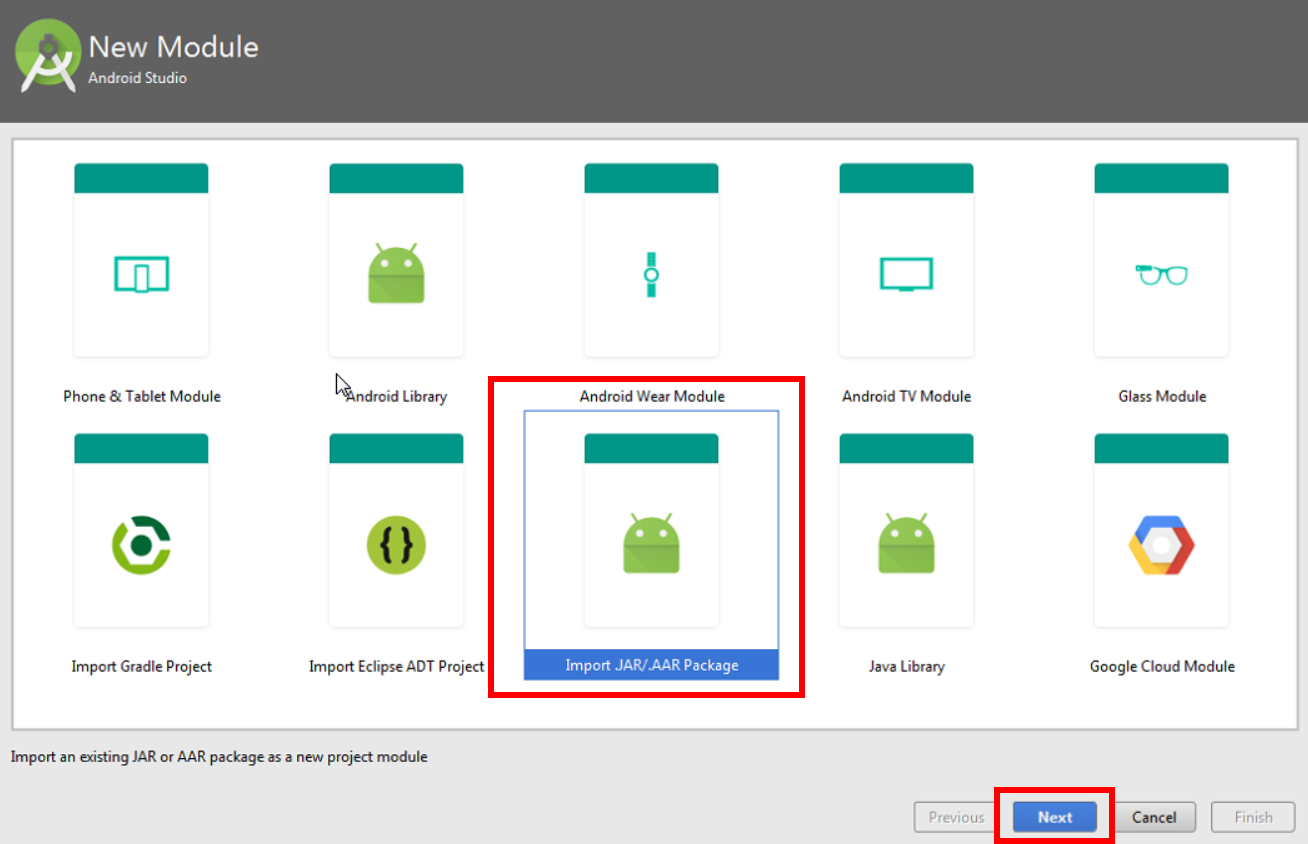 New Module
Android Studio
Phone & Tablet Module
Android Library
Android Wear Module
Android TV Module
Glass Module
{}
Import Gradle Project
Import Eclipse ADT Project
Import .JAR/.AAR Package
Java Library
Google Cloud Module
Import an existing JAR or AAR package as a new project module
Previous
Next
Cancel
Finish